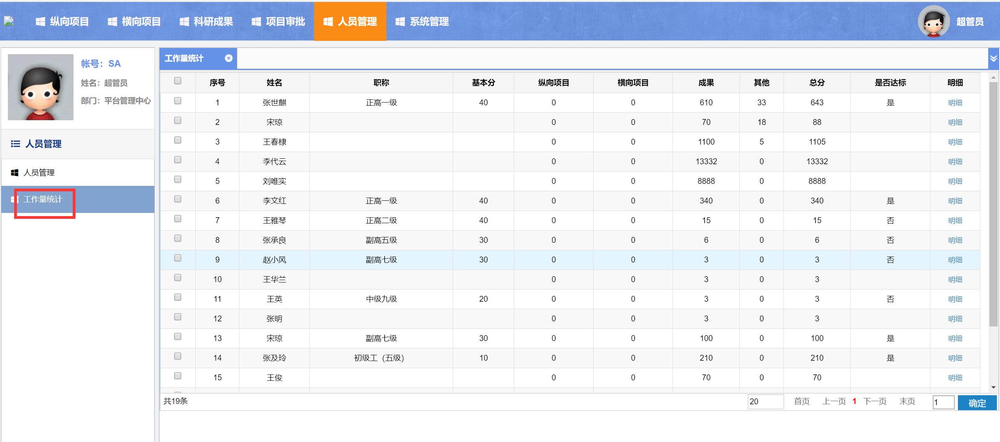 纵向项目 横向项目 科研成果 项目审批 人员管理 系统管理 超管员
帐号：SA
姓名：超管员
部门：平台管理中心
人员管理
人员管理
工作量统计
工作量统计
序号 姓名 职称 基本分 纵向项目 横向项目 成果 其他 总分 是否达标 明细
1 张世麒 正高一级 40 0 0 610 33 643 是 明细
2 宋琼 0 0 70 18 88 明细
3 王春棣 0 0 1100 5 1105 明细
4 李代云 0 0 13332 0 13332 明细
5 刘唯实 0 0 8888 0 8888 明细
6 李文红 正高一级 40 0 0 340 0 340 是 明细
7 王雅琴 正高二级 40 0 0 15 0 15 否 明细
8 张承良 副高五级 30 0 0 6 0 6 否 明细
9 赵小风 副高七级 30 0 0 3 0 3 否 明细
10 王华兰 0 0 3 0 3 明细
11 王英 中级九级 20 0 0 3 0 3 否 明细
12 张明 0 0 3 0 3 明细
13 宋琼 副高七级 30 0 0 100 0 100 是 明细
14 张及玲 初级工（五级） 10 0 0 210 0 210 是 明细
15 王俊 0 0 70 0 70 明细
共19条 20 首页 上一页 1 下一页 末页 1 确定